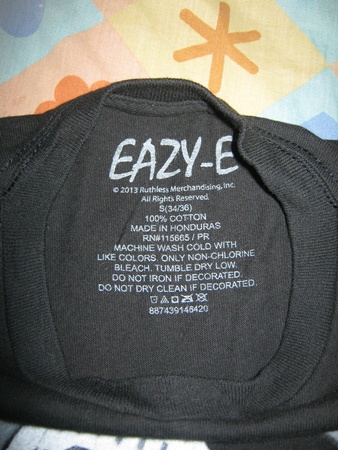 EAZY-E
© 2013 Ruthless Merchandising, Inc.
All Rights Reserved.
S(34/36)
100% COTTON
MADE IN HONDURAS
RN#115665 / PR
MACHINE WASH COLD WITH
LIKE COLORS. ONLY NON-CHLORINE
BLEACH. TUMBLE DRY LOW.
DO NOT IRON IF DECORATED.
DO NOT DRY CLEAN IF DECORATED.
887439146420